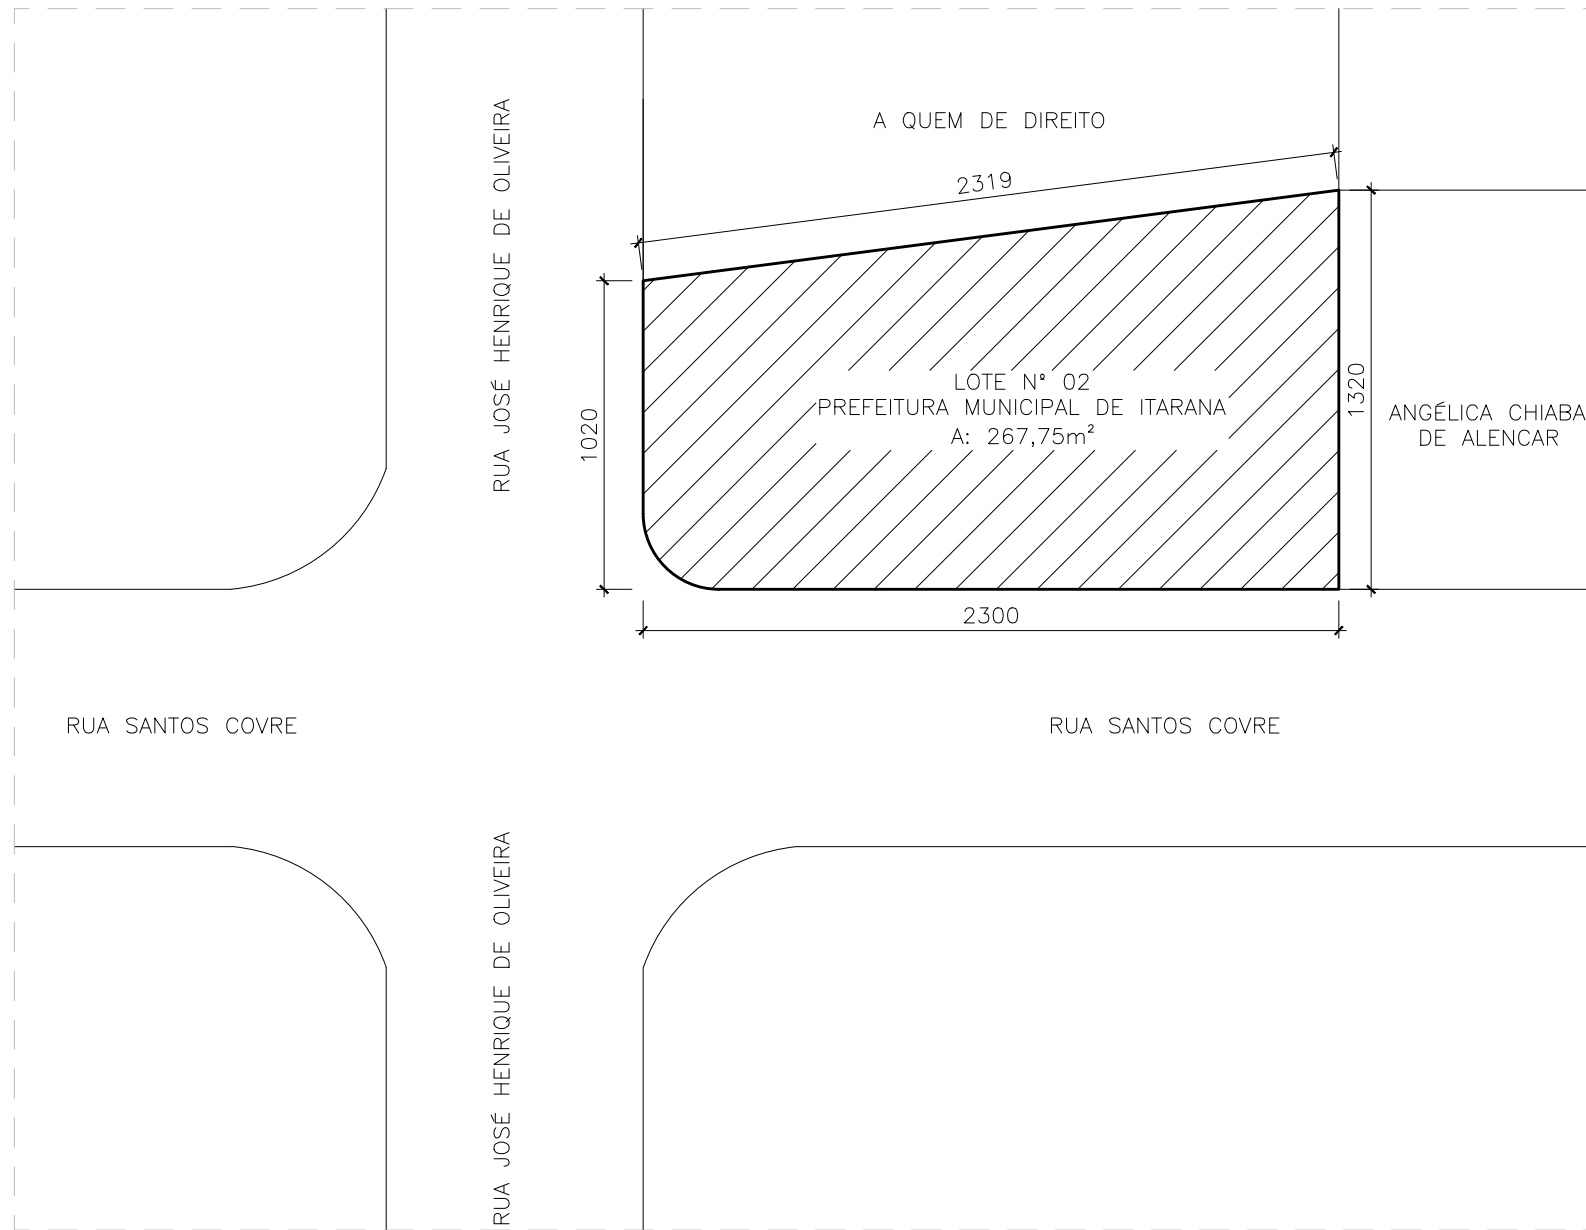 RUA JOSÉ HENRIQUE DE OLIVEIRA
A QUEM DE DIREITO
2319
1020
LOTE Nº 02
PREFEITURA MUNICIPAL DE ITARANA
A: 267,75m²
1320
ANGÉLICA CHIABA
DE ALENCAR
2300
RUA SANTOS COVRE
RUA SANTOS COVRE
RUA JOSÉ HENRIQUE DE OLIVEIRA